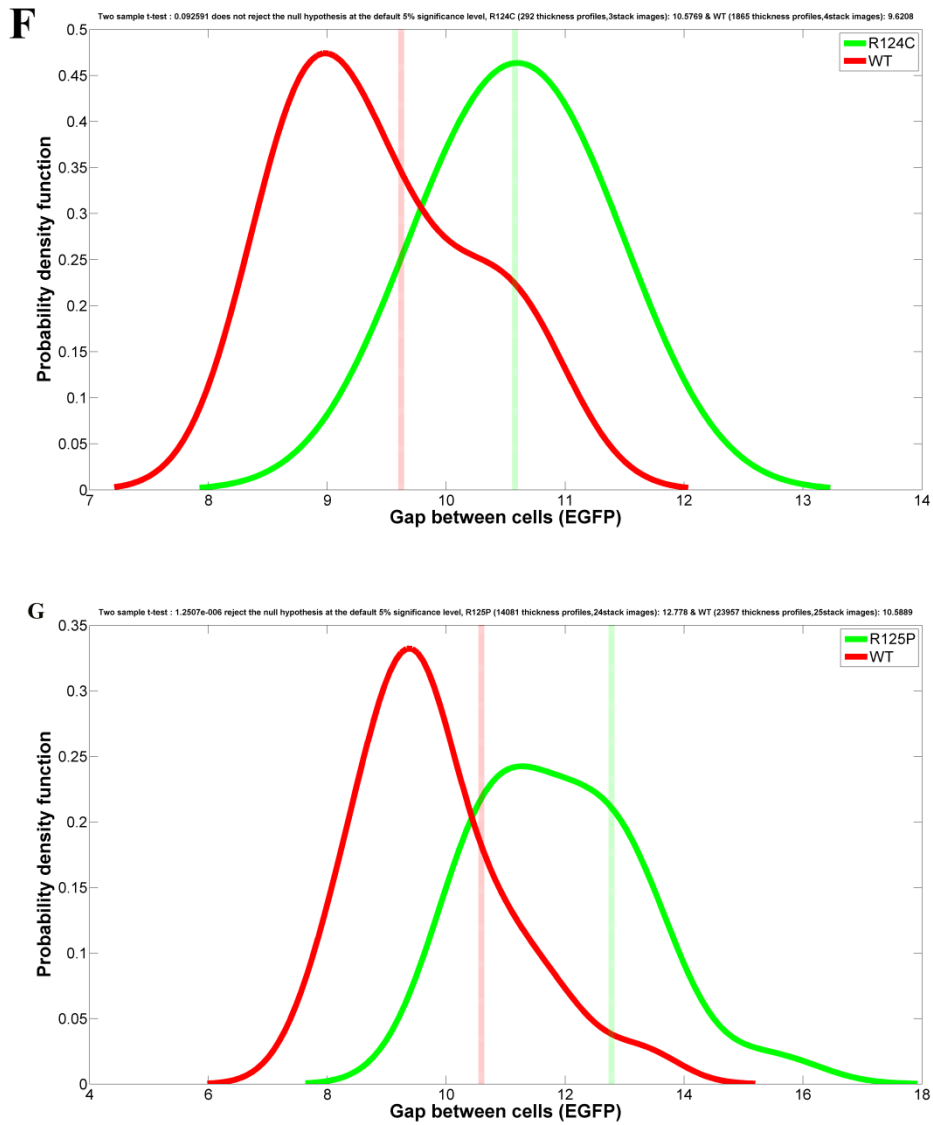 F
Two sample t-test : 0.092591 does not reject the null hypothesis at the default 5% significance level, R124C (292 thickness profiles,3stack images): 10.5769 & WT (1865 thickness profiles,4stack images): 9.6208
R124C
WT
0.5
0.45
0.4
0.35
0.3
0.25
0.2
0.15
0.1
0.05
0
Probability density function
7 8 9 10 11 12 13 14
Gap between cells (EGFP)
G
Two sample t-test : 1.2507e-006 reject the null hypothesis at the default 5% significance level, R125P (14081 thickness profiles,24stack images): 12.778 & WT (23957 thickness profiles,25stack images): 10.5889
R125P
WT
0.35
0.3
0.25
0.2
0.15
0.1
0.05
0
Probability density function
4 6 8 10 12 14 16 18
Gap between cells (EGFP)